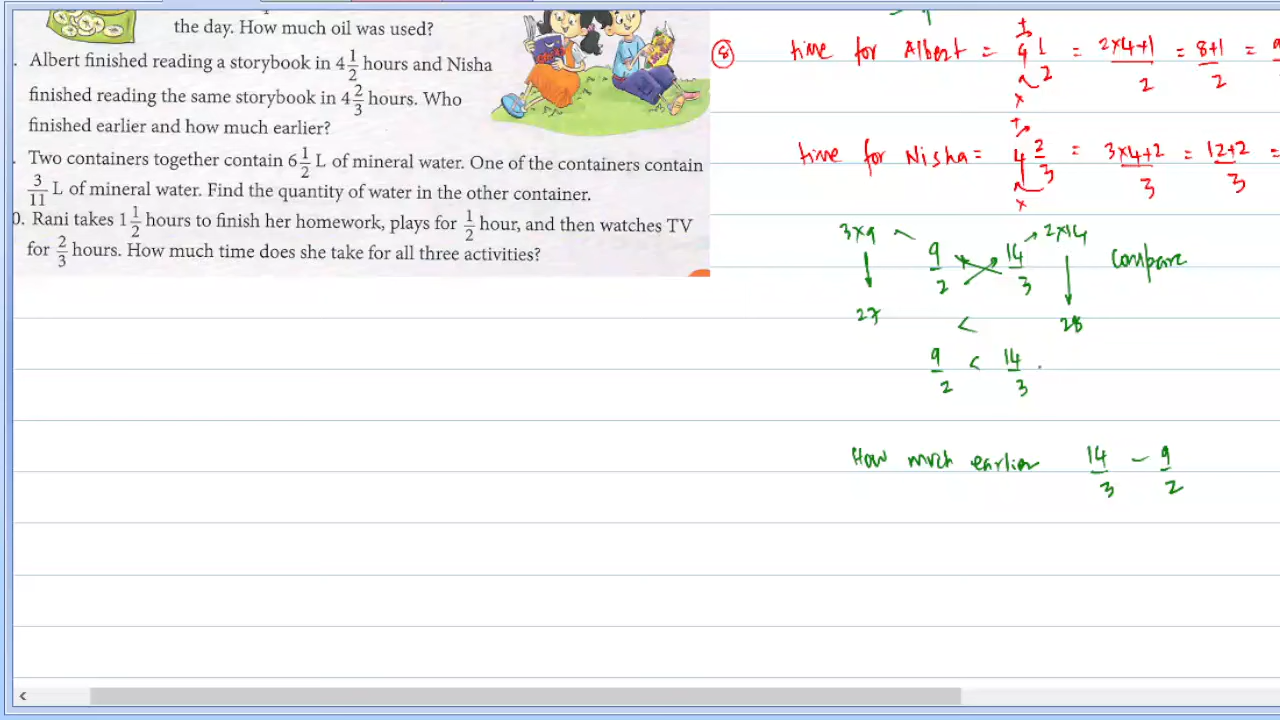 the day. How much oil was used?
. Albert finished reading a storybook in 4 1/2 hours and Nisha
finished reading the same storybook in 4 2/3 hours. Who
finished earlier and how much earlier?
. Two containers together contain 6 1/2 L of mineral water. One of the containers contain
3/11 L of mineral water. Find the quantity of water in the other container.
0. Rani takes 1 1/2 hours to finish her homework, plays for 1/2 hour, and then watches TV
for 2/3 hours. How much time does she take for all three activities?
⑧ time for Albert = 4 1/2 = 2×4+1/2 = 8+1/2 = 9
time for Nisha = 4 2/3 = 3×4+2/3 = 12+2/3 =
3×9 9/2 14/3 2×14 compare
27 < 28
9/2 < 14/3
How much earlier 14/3 - 9/2